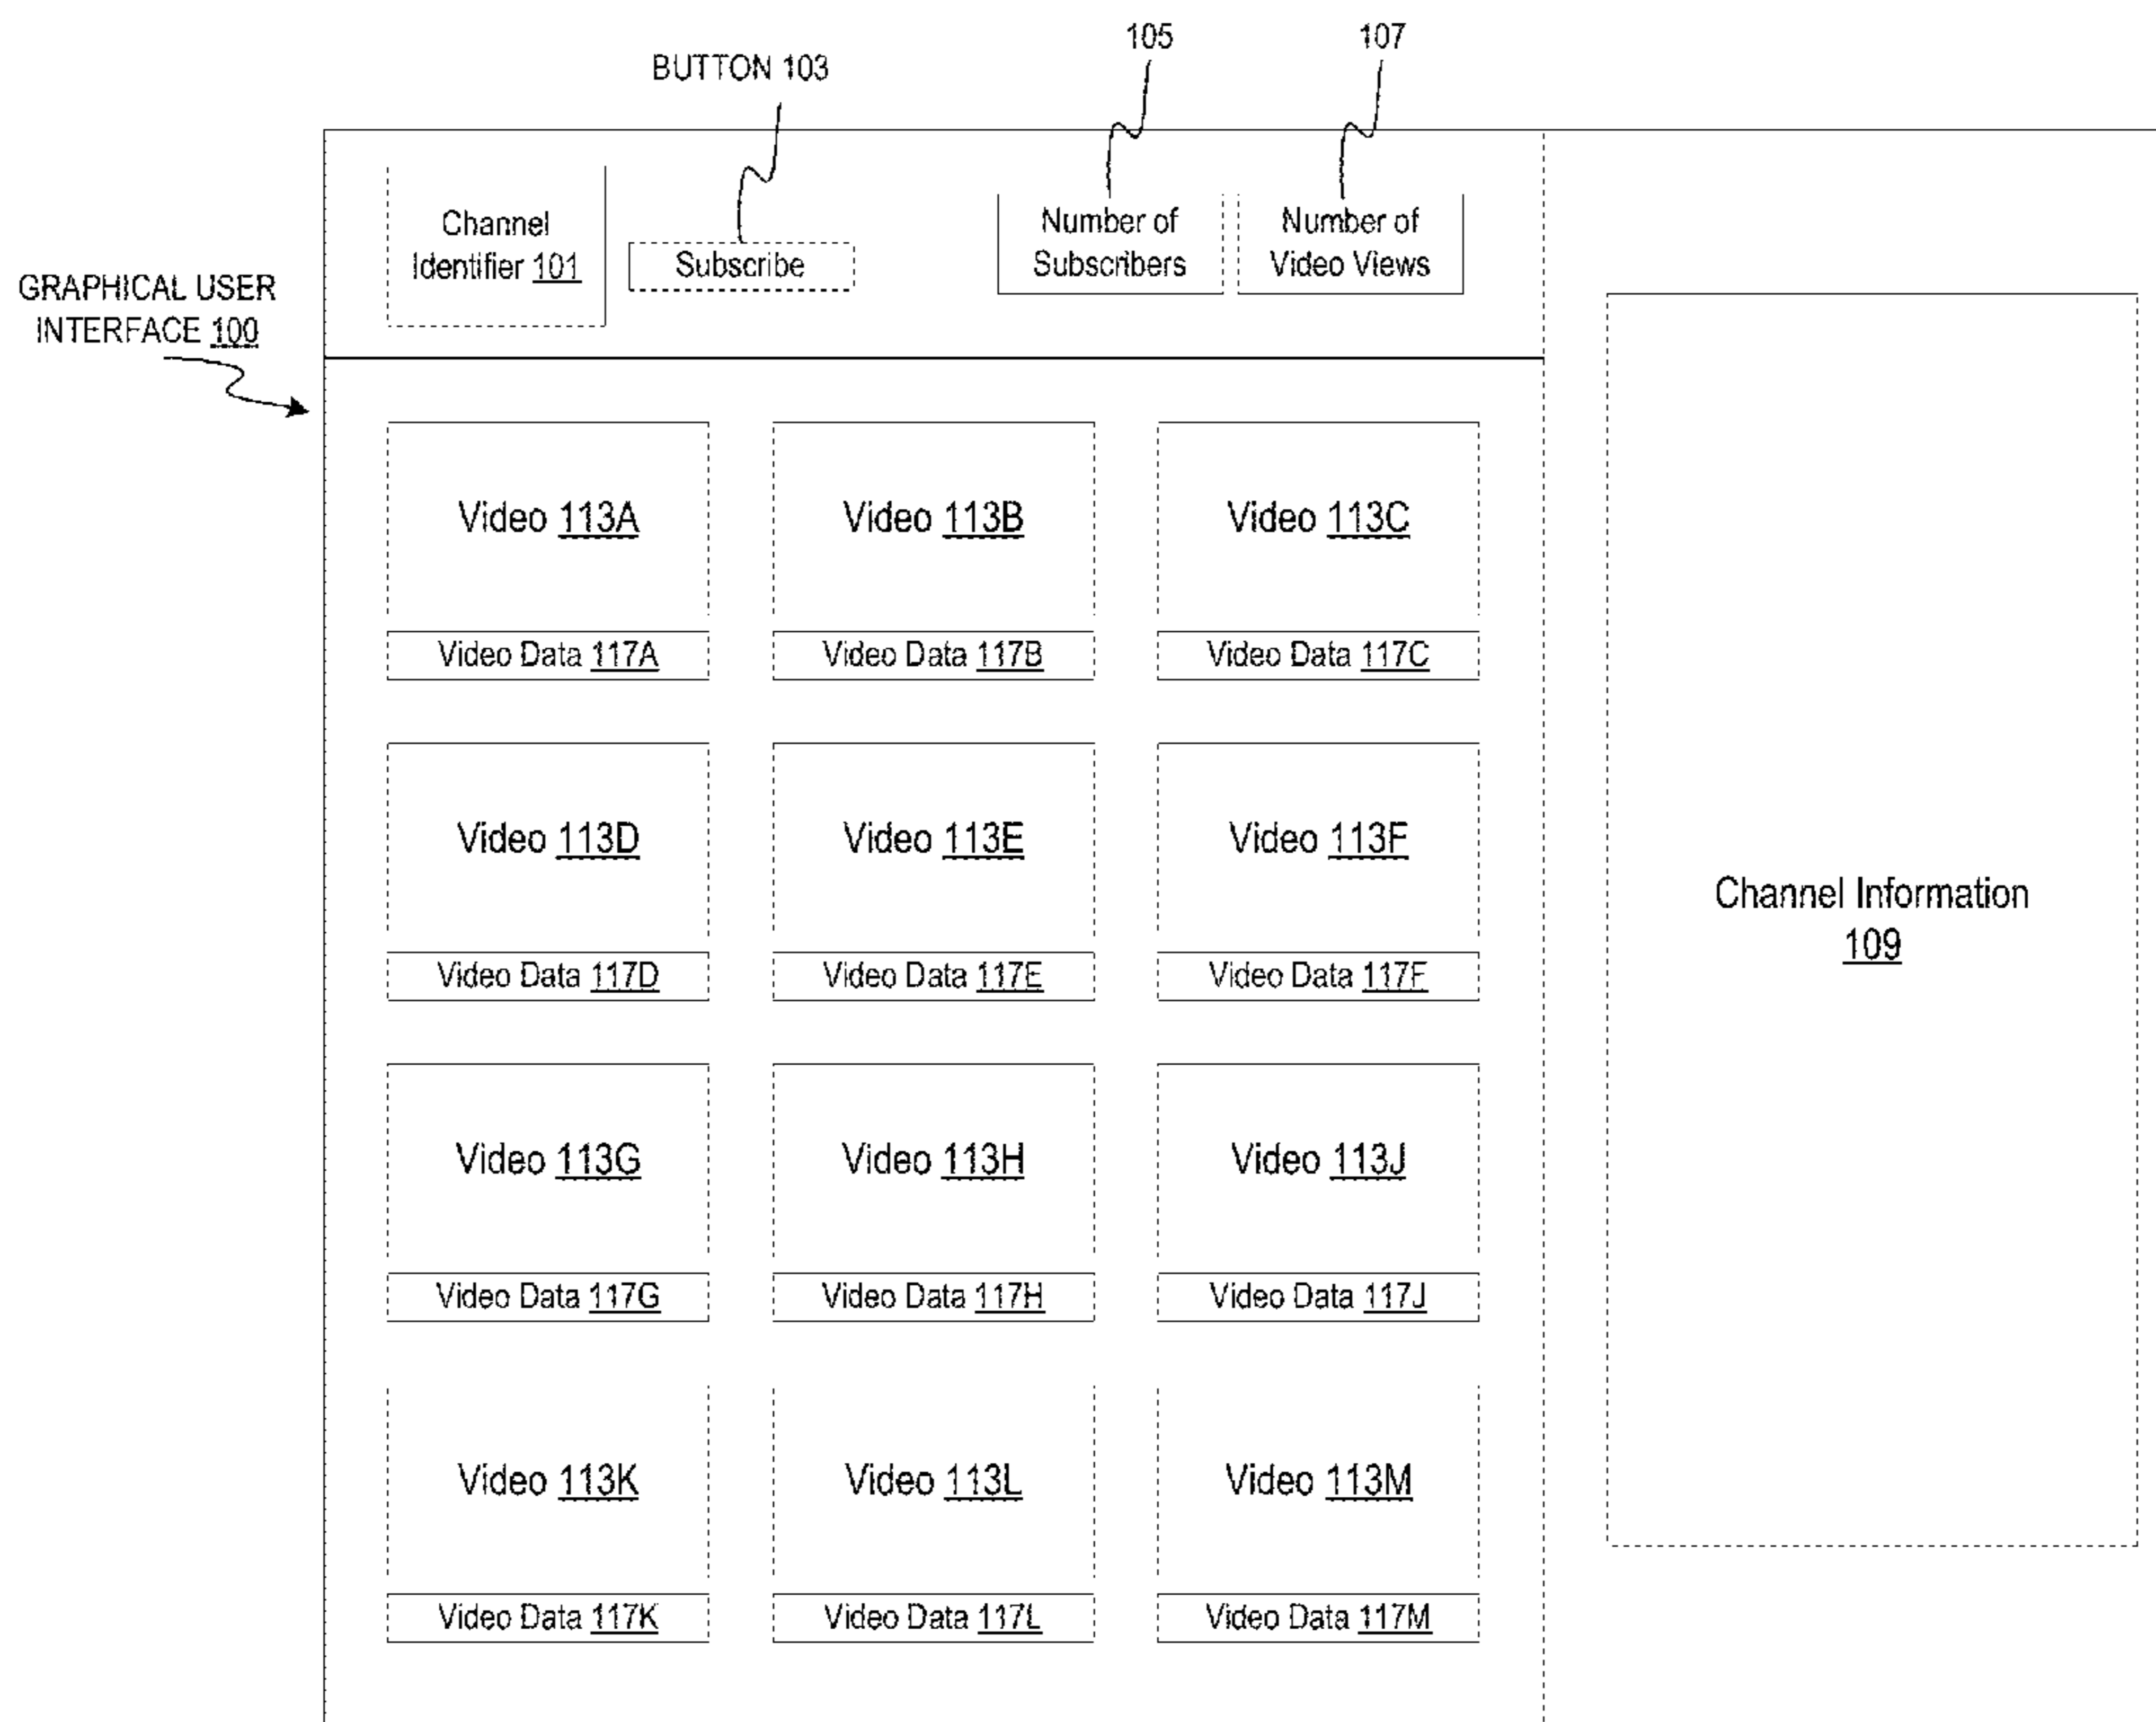 105
107
BUTTON 103
Channel
Identifier 101
Subscribe
Number of
Subscribers
Number of
Video Views
GRAPHICAL USER
INTERFACE 100
Video 113A
Video 113B
Video 113C
Video Data 117A
Video Data 117B
Video Data 117C
Video 113D
Video 113E
Video 113F
Video Data 117D
Video Data 117E
Video Data 117F
Channel Information
109
Video 113G
Video 113H
Video 113J
Video Data 117G
Video Data 117H
Video Data 117J
Video 113K
Video 113L
Video 113M
Video Data 117K
Video Data 117L
Video Data 117M